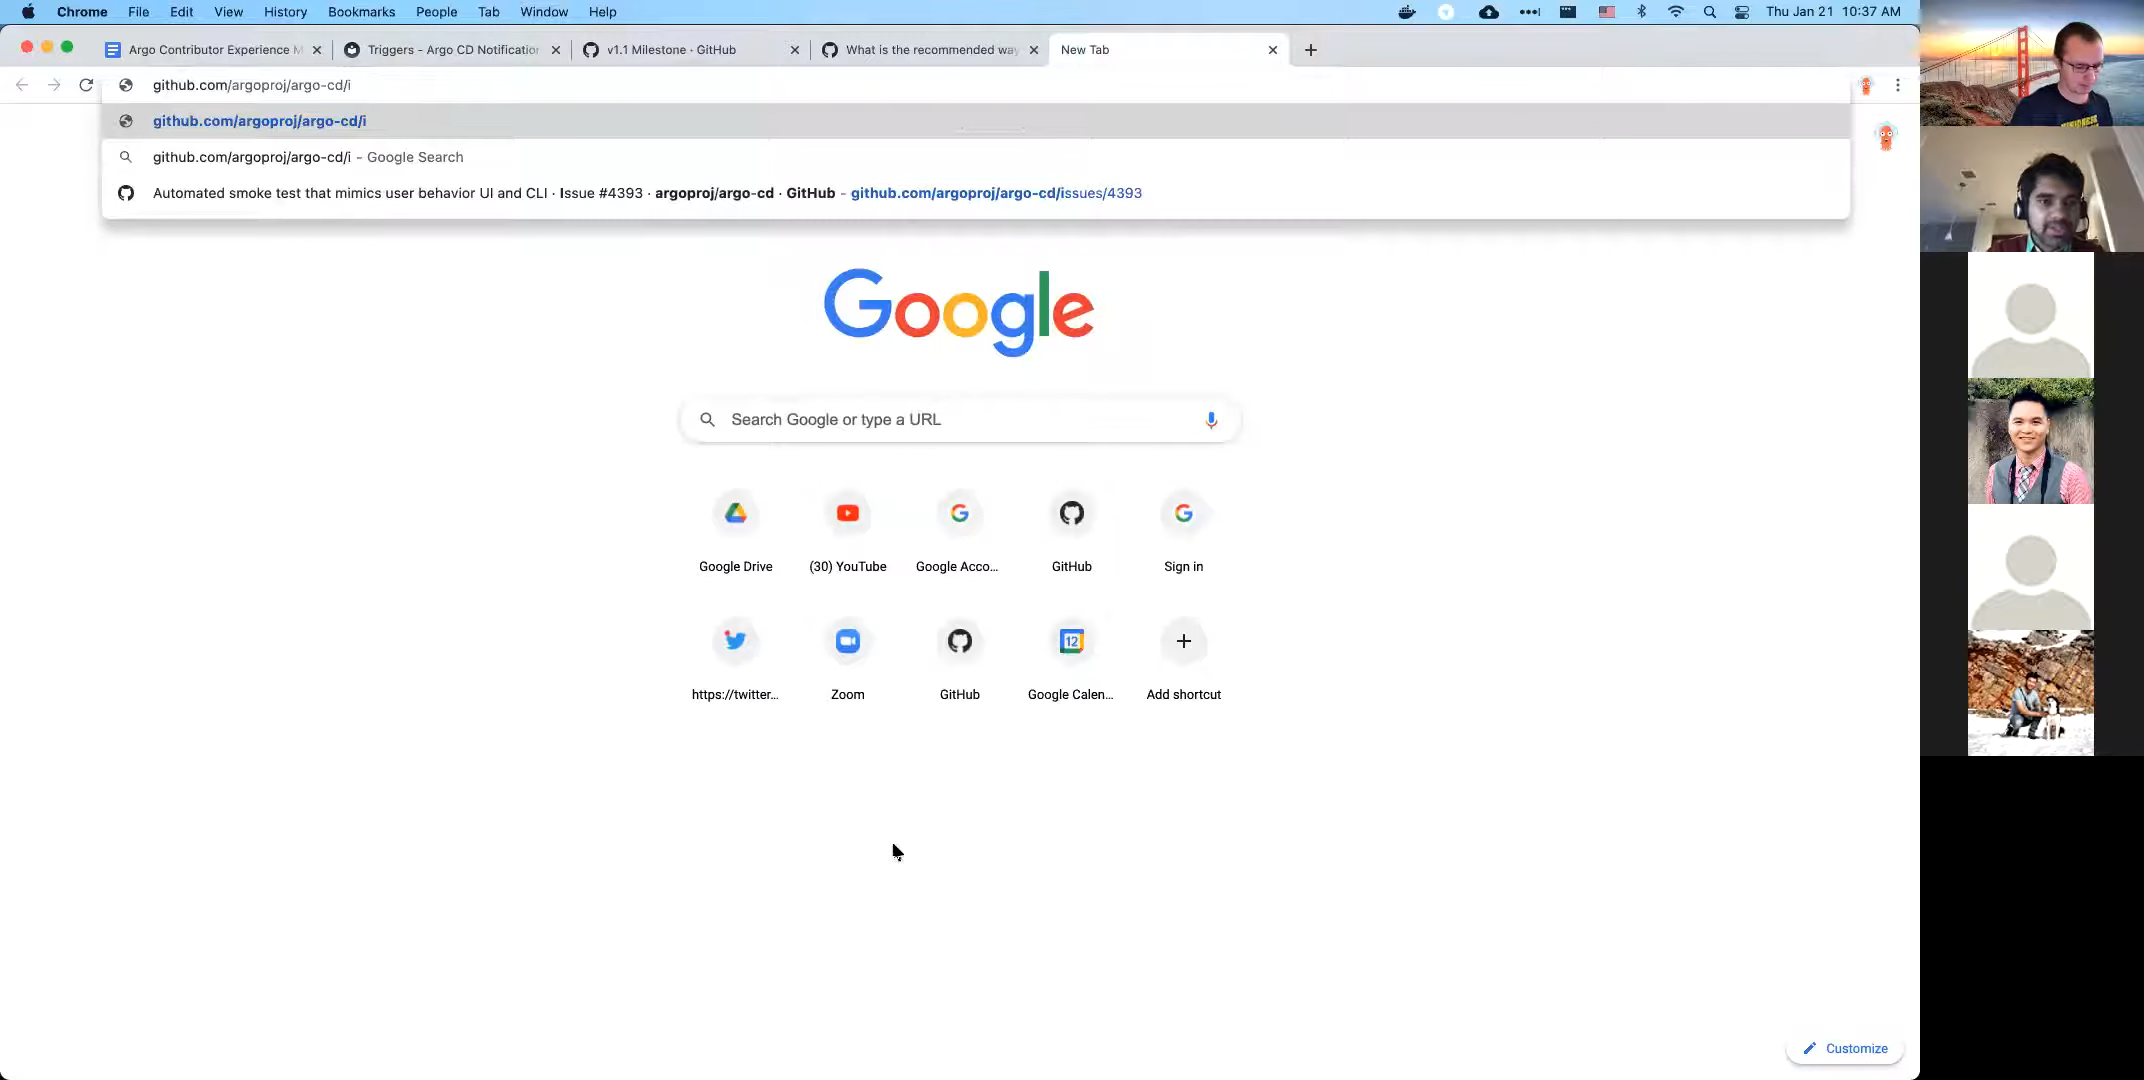 Chrome File Edit View History Bookmarks People Tab Window Help Thu Jan 21 10:37 AM
Argo Contributor Experience M
Triggers - Argo CD Notification
v1.1 Milestone · GitHub
What is the recommended way
New Tab
github.com/argoproj/argo-cd/i
github.com/argoproj/argo-cd/i
github.com/argoproj/argo-cd/i - Google Search
Automated smoke test that mimics user behavior UI and CLI · Issue #4393 · argoproj/argo-cd · GitHub - github.com/argoproj/argo-cd/issues/4393
Google
Search Google or type a URL
Google Drive
(30) YouTube
Google Acco...
GitHub
Sign in
12
https://twitter...
Zoom
GitHub
Google Calen...
Add shortcut
Customize